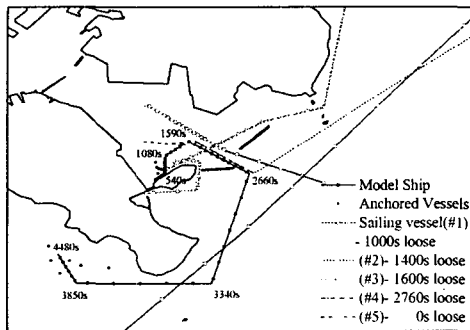 1590s
1080s
540s
2660s
4480s
3850s
3340s
Model Ship
Anchored Vessels
Sailing vessel(#1)
- 1000s loose
(#2)- 1400s loose
(#3)- 1600s loose
(#4)- 2760s loose
(#5)- 0s loose